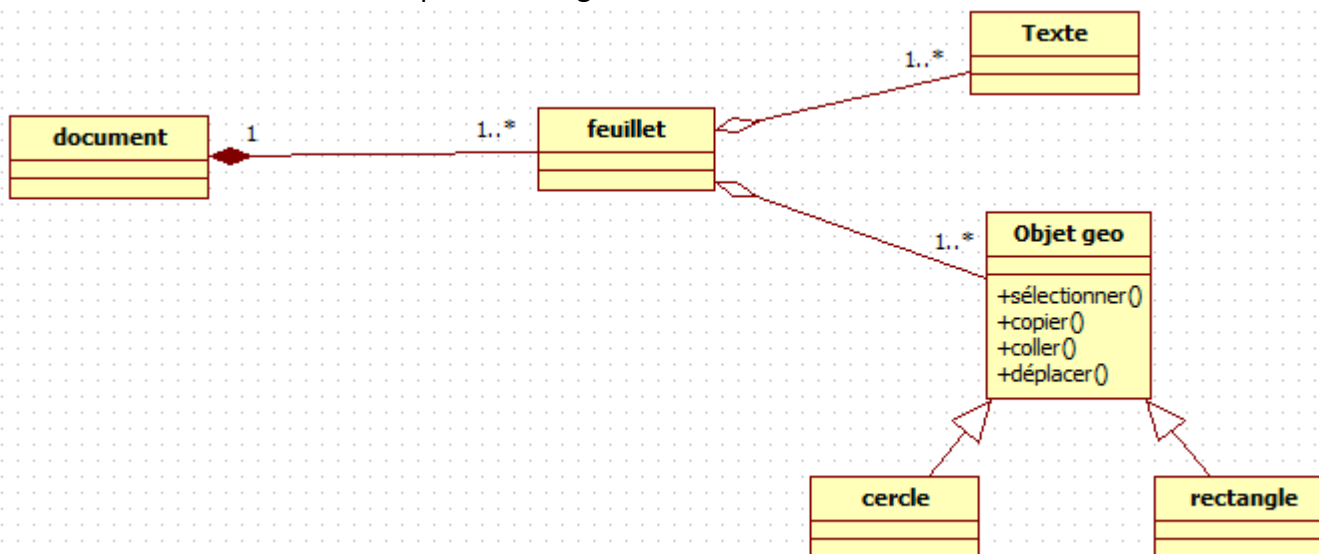 Texte
1..*
document
1
1..*
feuillet
1..*
Objet geo
+sélectionner()
+copier()
+coller()
+déplacer()
cercle
rectangle